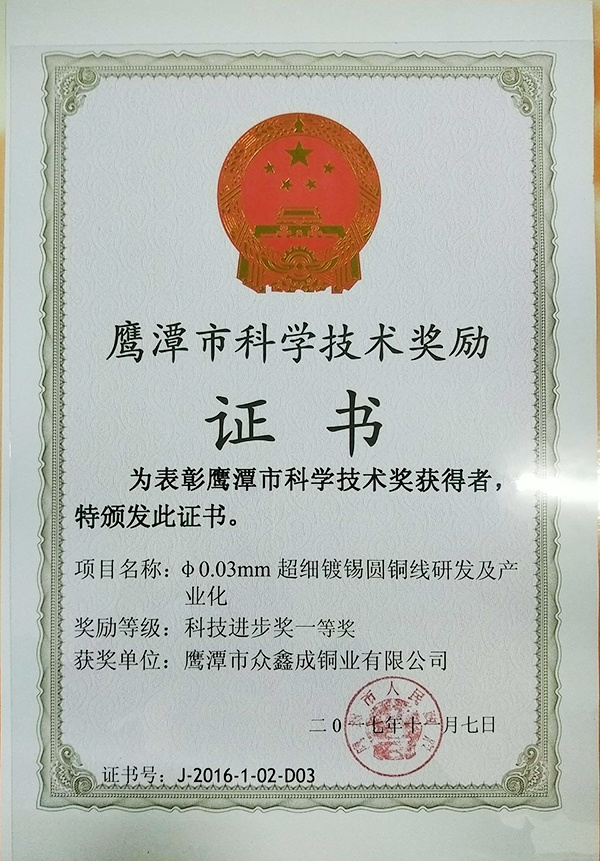 鹰潭市科学技术奖励
证 书
为表彰鹰潭市科学技术奖获得者，
特颁发此证书。
项目名称：φ0.03mm 超细镀锡圆铜线研发及产
业化
奖励等级：科技进步奖一等奖
获奖单位：鹰潭市众鑫成铜业有限公司
市人民
二0一七年十一月七日
证书号：J-2016-1-02-D03